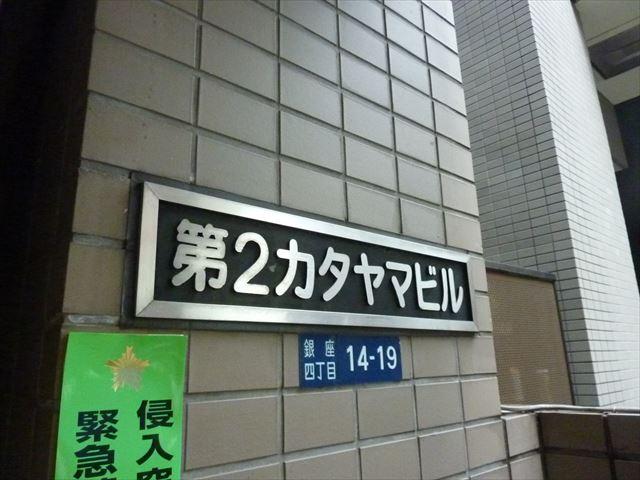 第2カタヤマビル
銀座
四丁目
14-19
侵入
緊急